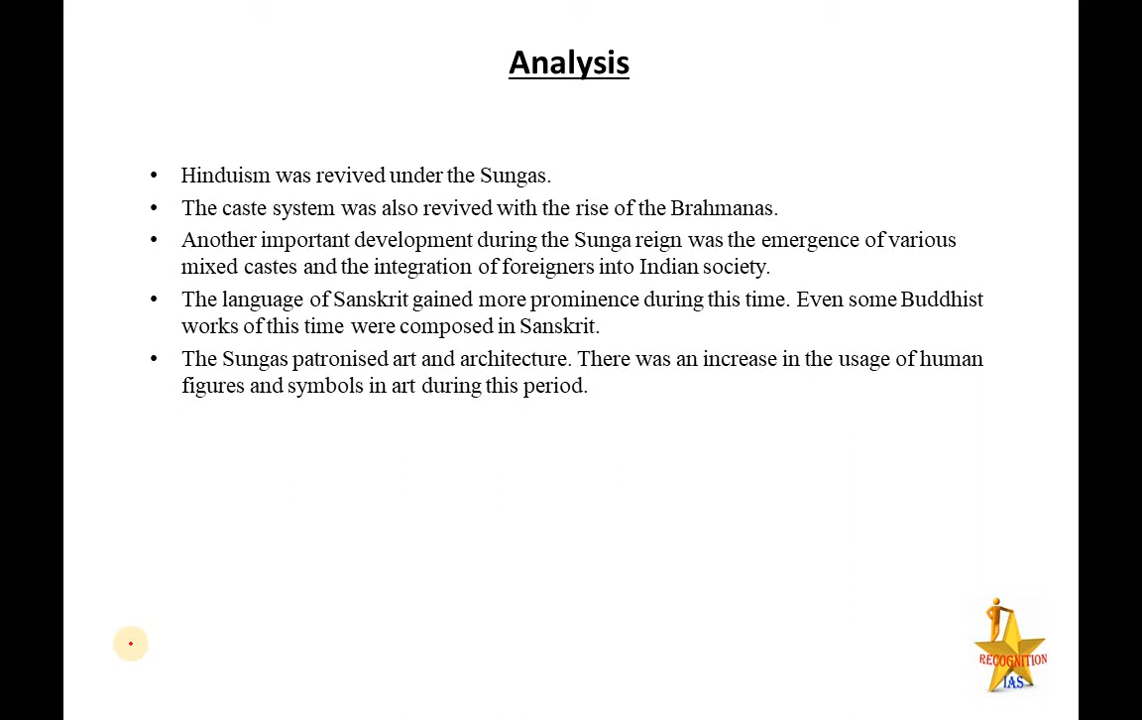 Analysis
• Hinduism was revived under the Sungas.
• The caste system was also revived with the rise of the Brahmanas.
• Another important development during the Sunga reign was the emergence of various
mixed castes and the integration of foreigners into Indian society.
• The language of Sanskrit gained more prominence during this time. Even some Buddhist
works of this time were composed in Sanskrit.
• The Sungas patronised art and architecture. There was an increase in the usage of human
figures and symbols in art during this period.
RECOGNITION
IAS